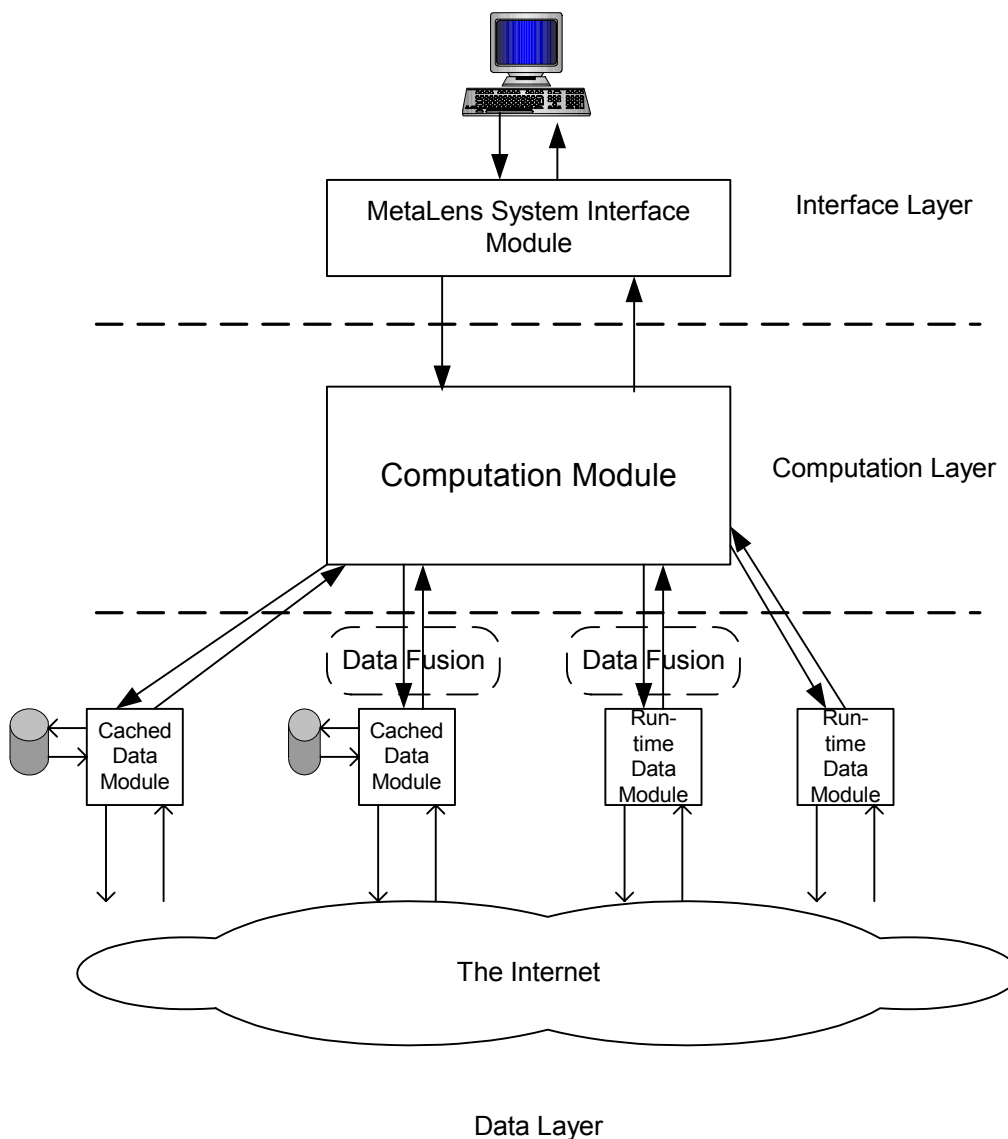 MetaLens System Interface
Module
Interface Layer
Computation Module
Computation Layer
Data Fusion
Data Fusion
Cached
Data
Module
Cached
Data
Module
Run-
time
Data
Module
Run-
time
Data
Module
The Internet
Data Layer